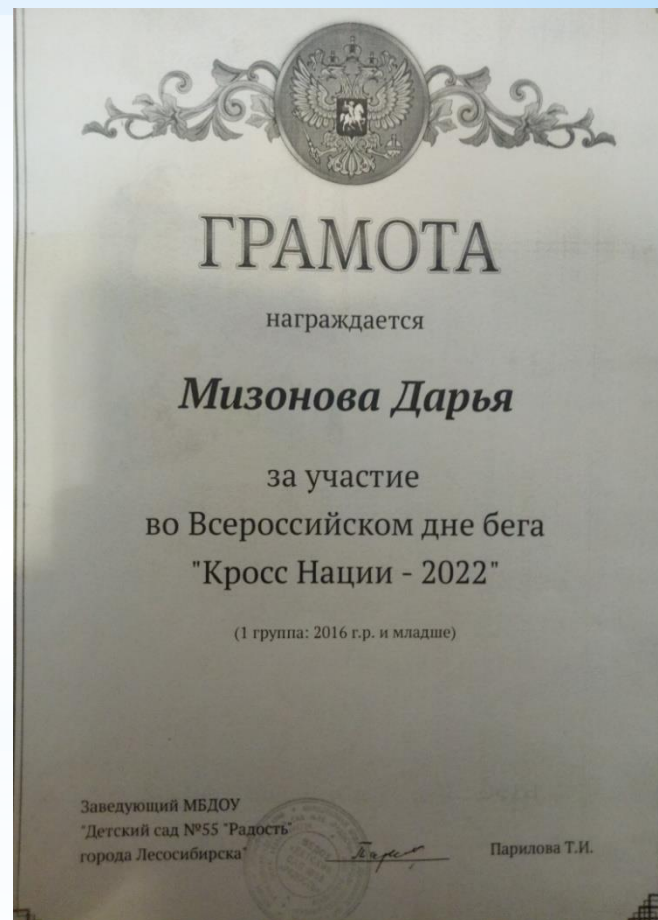 ГРАМОТА
награждается
Мизонова Дарья
за участие
во Всероссийском дне бега
"Кросс Нации - 2022"
(1 группа: 2016 г.р. и младше)
Заведующий МБДОУ
"Детский сад №55 "Радость"
города Лесосибирска"
Парилова Т.И.